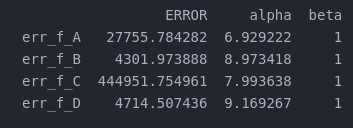 ERROR alpha beta
err_f_A 27755.784282 6.929222 1
err_f_B 4301.973888 8.973418 1
err_f_C 444951.754961 7.993638 1
err_f_D 4714.507436 9.169267 1